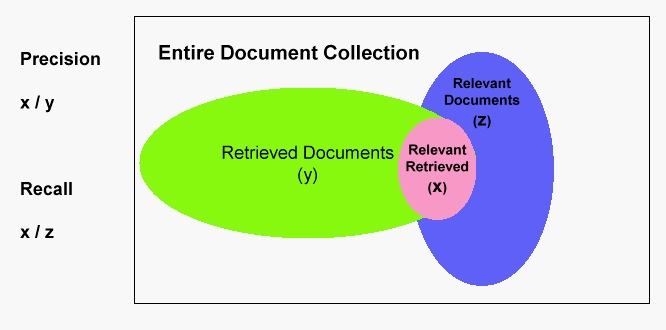 Precision
x / y
Recall
x / z
Entire Document Collection
Retrieved Documents
(y)
Relevant
Documents
(z)
Relevant
Retrieved
(x)